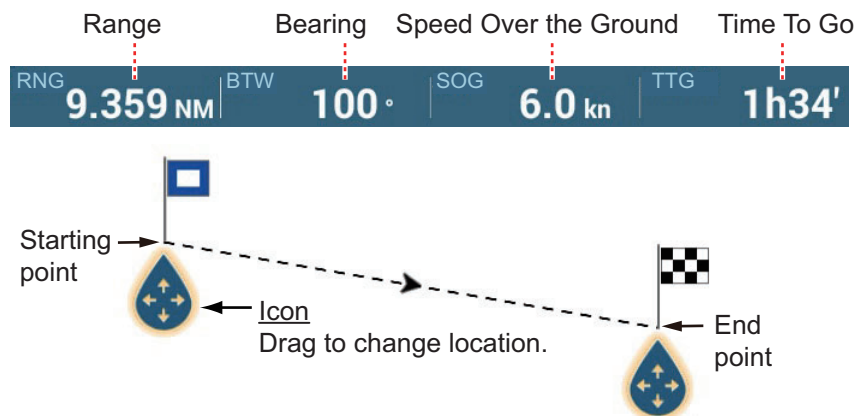 Range Bearing Speed Over the Ground Time To Go
RNG 9.359 NM BTW 100 ° SOG 6.0 kn TTG 1h34'
Starting
point
Icon
Drag to change location.
End
point